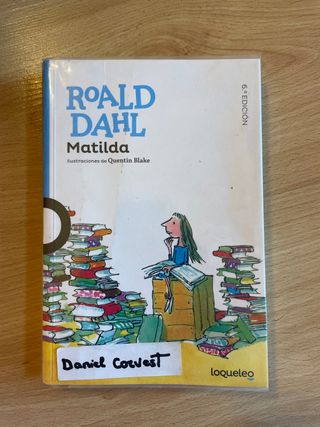 ROALD
DAHL
Matilda
Ilustraciones de Quentin Blake
6.ª EDICIÓN
Daniel Corvest
loqueleo